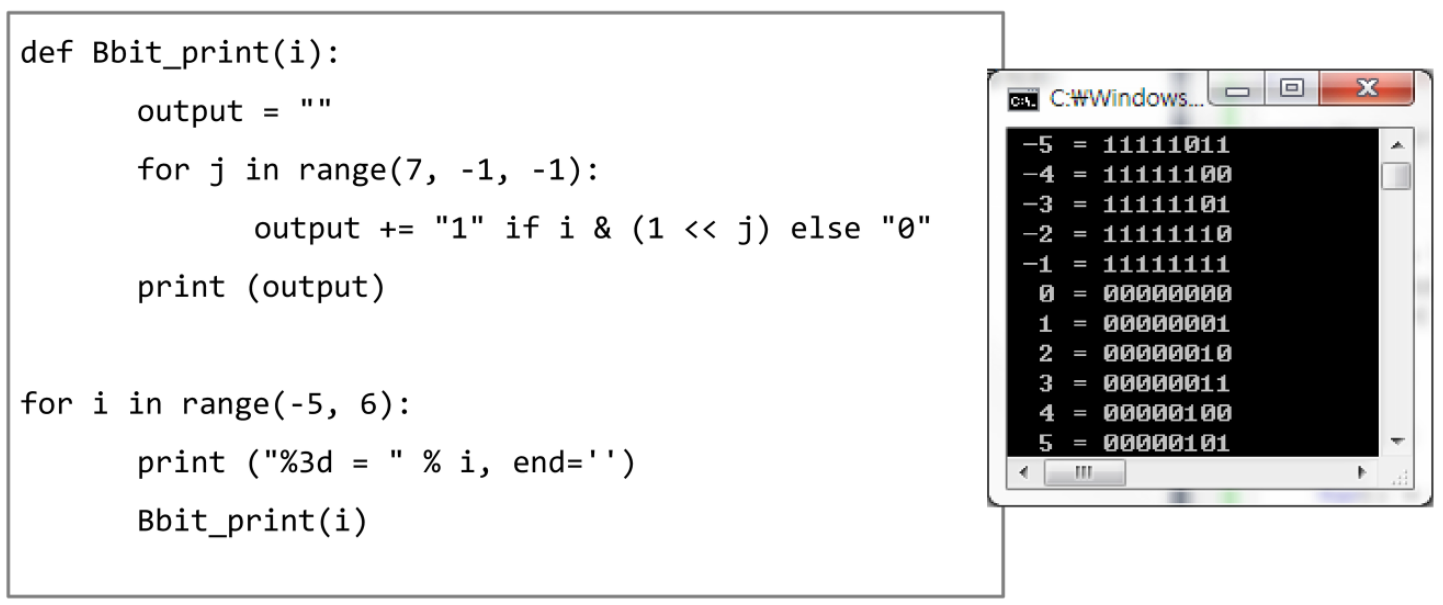 def Bbit_print(i):
output = ""
for j in range(7, -1, -1):
output += "1" if i & (1 << j) else "0"
print (output)
for i in range(-5, 6):
print ("%3d = " % i, end='')
Bbit_print(i)
C:\. C:₩Windows...
-5 = 11111011
-4 = 11111100
-3 = 11111101
-2 = 11111110
-1 = 11111111
0 = 00000000
1 = 00000001
2 = 00000010
3 = 00000011
4 = 00000100
5 = 00000101